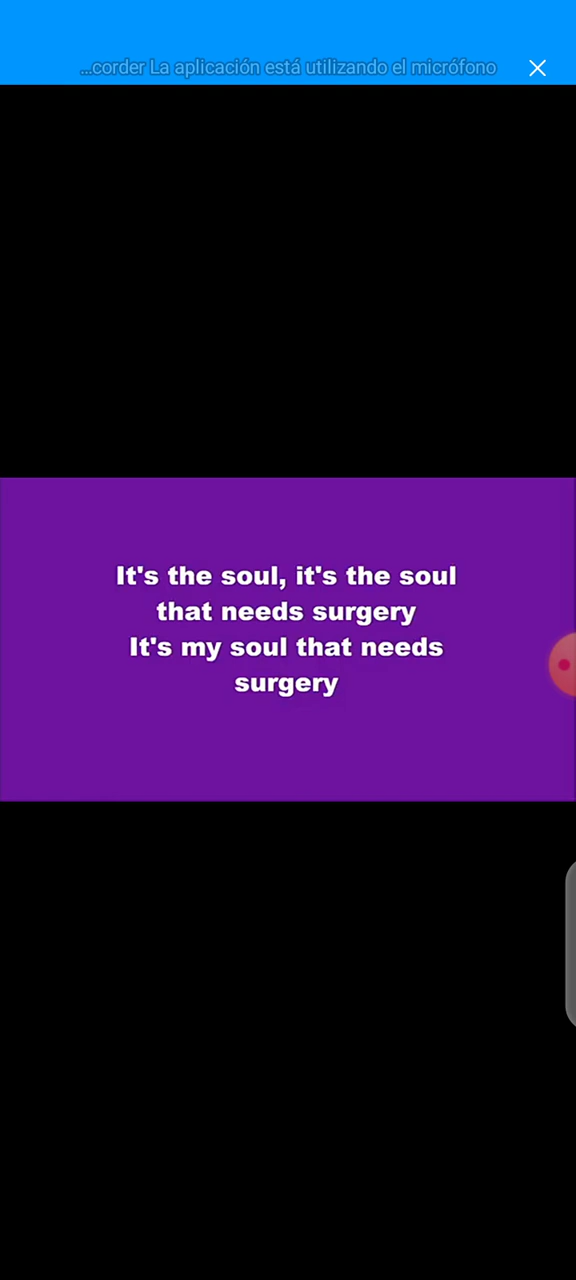 ...corder La aplicación está utilizando el micrófono
It's the soul, it's the soul
that needs surgery
It's my soul that needs
surgery